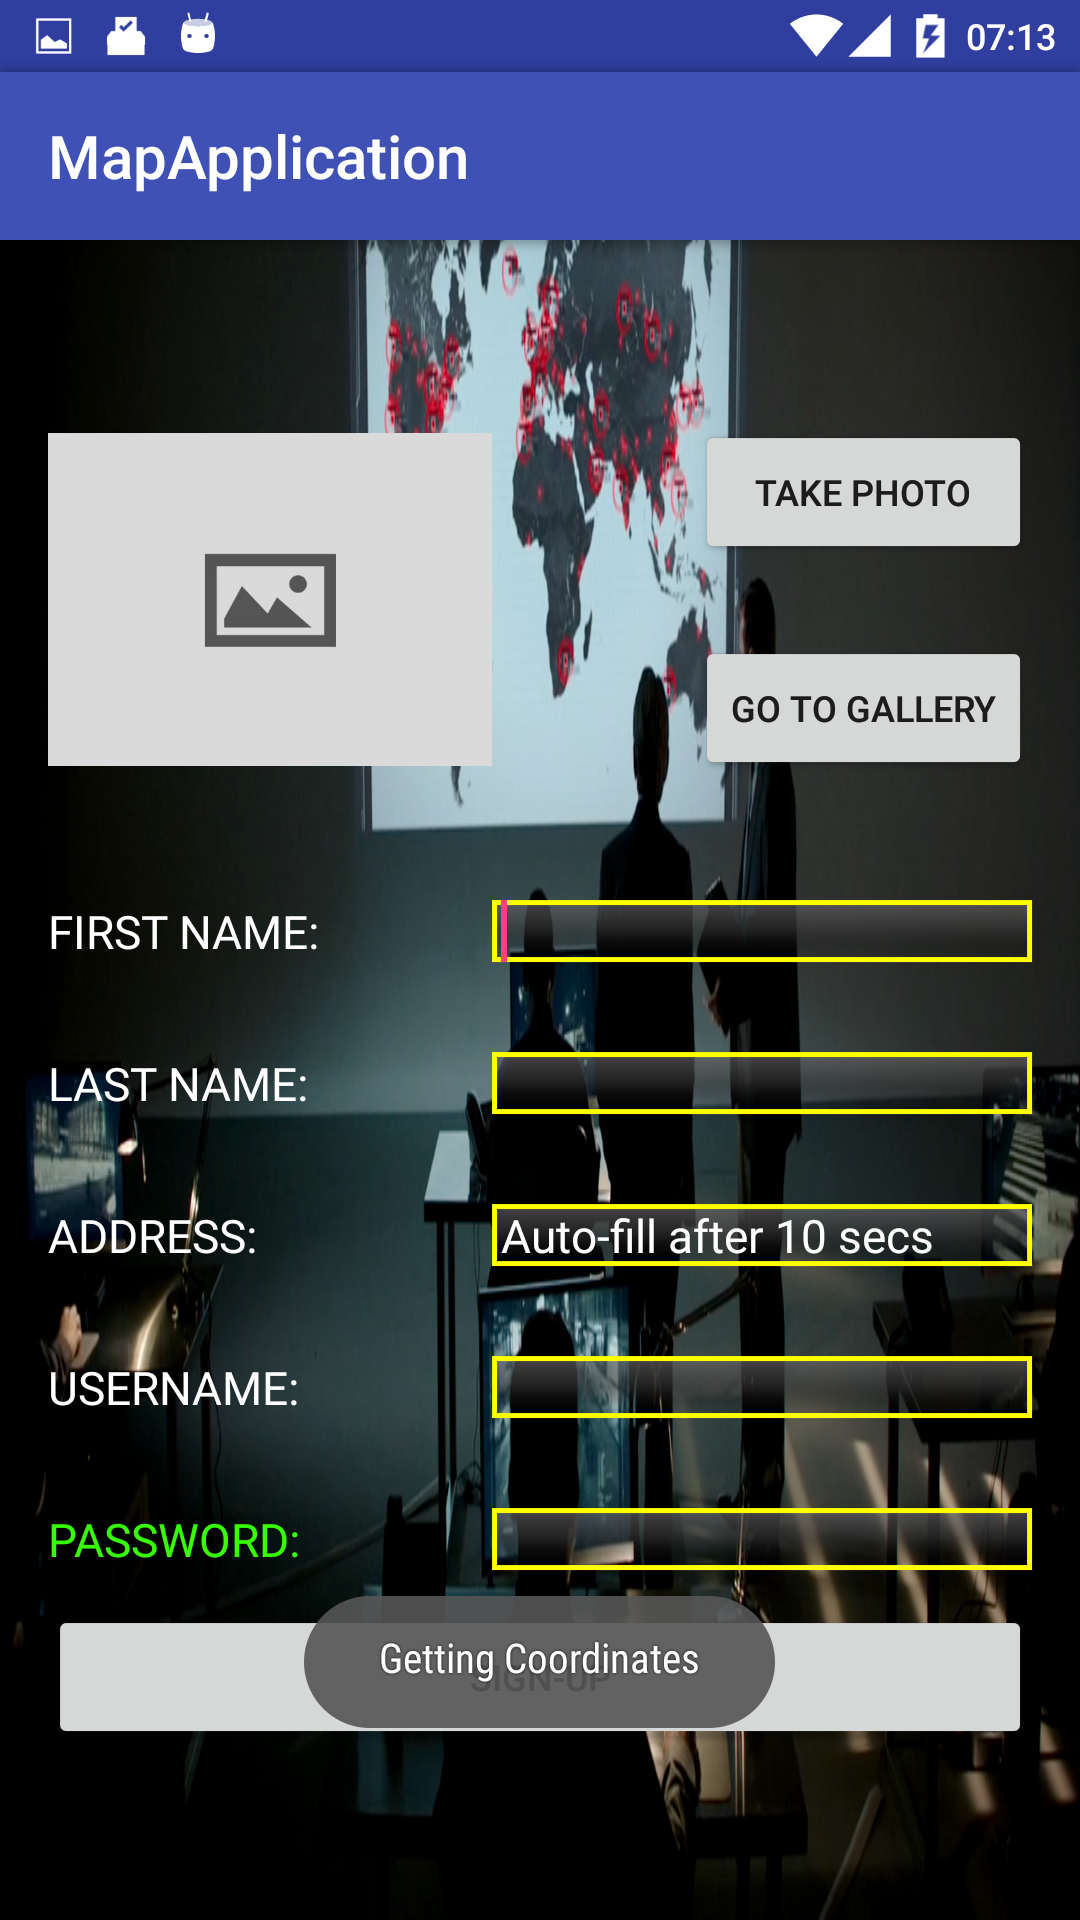 07:13
MapApplication
TAKE PHOTO
GO TO GALLERY
FIRST NAME:
LAST NAME:
ADDRESS:
Auto-fill after 10 secs
USERNAME:
PASSWORD:
Getting Coordinates
SIGN-UP